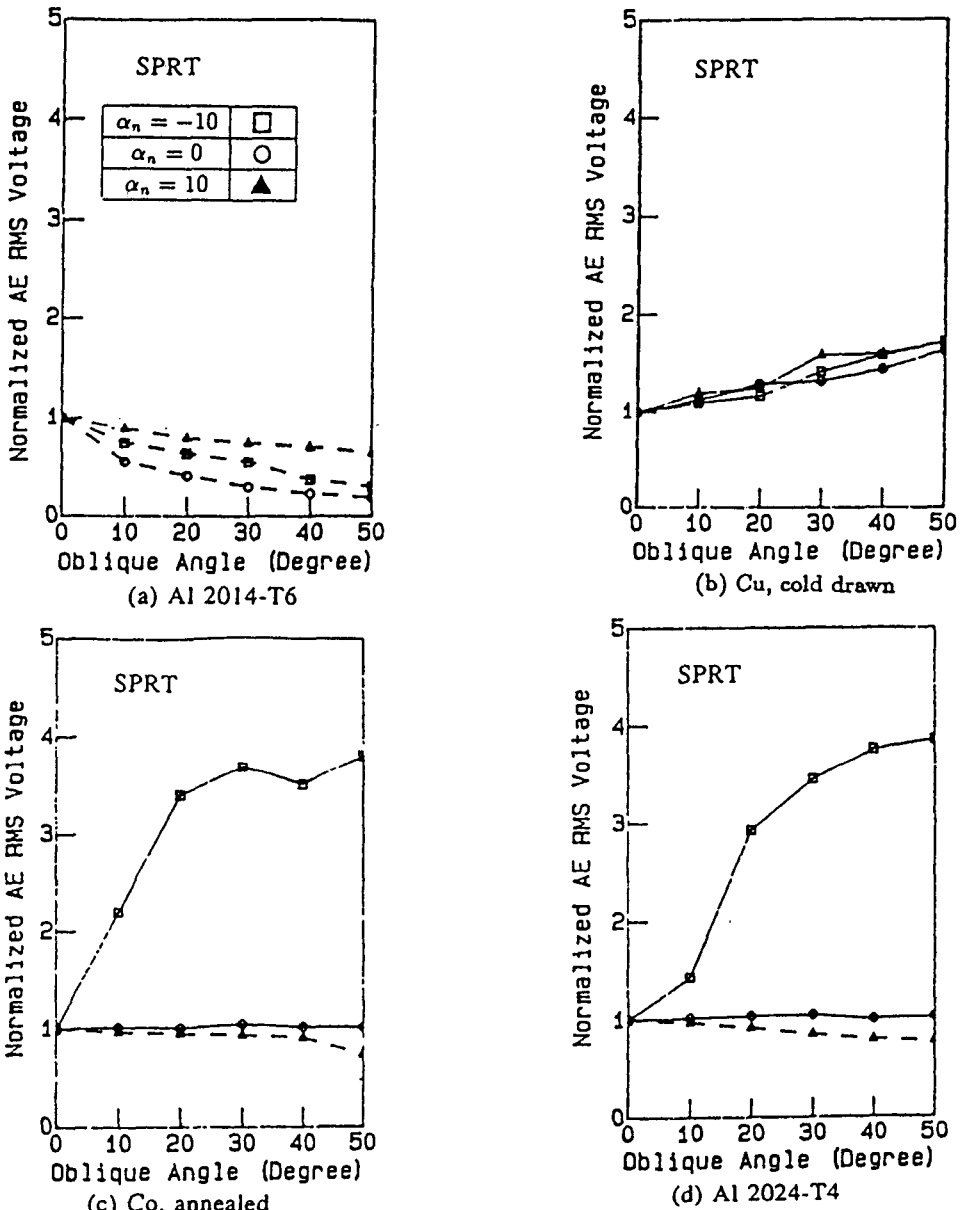 5
4
3
2
1
0
Normalized AE RMS Voltage
SPRT
αn = −10 □
αn = 0 ○
αn = 10 ▲
0 10 20 30 40 50
Oblique Angle (Degree)
(a) Al 2014-T6
5
4
3
2
1
0
Normalized AE RMS Voltage
SPRT
0 10 20 30 40 50
Oblique Angle (Degree)
(b) Cu, cold drawn
5
4
3
2
1
0
Normalized AE RMS Voltage
SPRT
0 10 20 30 40 50
Oblique Angle (Degree)
(c) Co, annealed
5
4
3
2
1
0
Normalized AE RMS Voltage
SPRT
0 10 20 30 40 50
Oblique Angle (Degree)
(d) Al 2024-T4